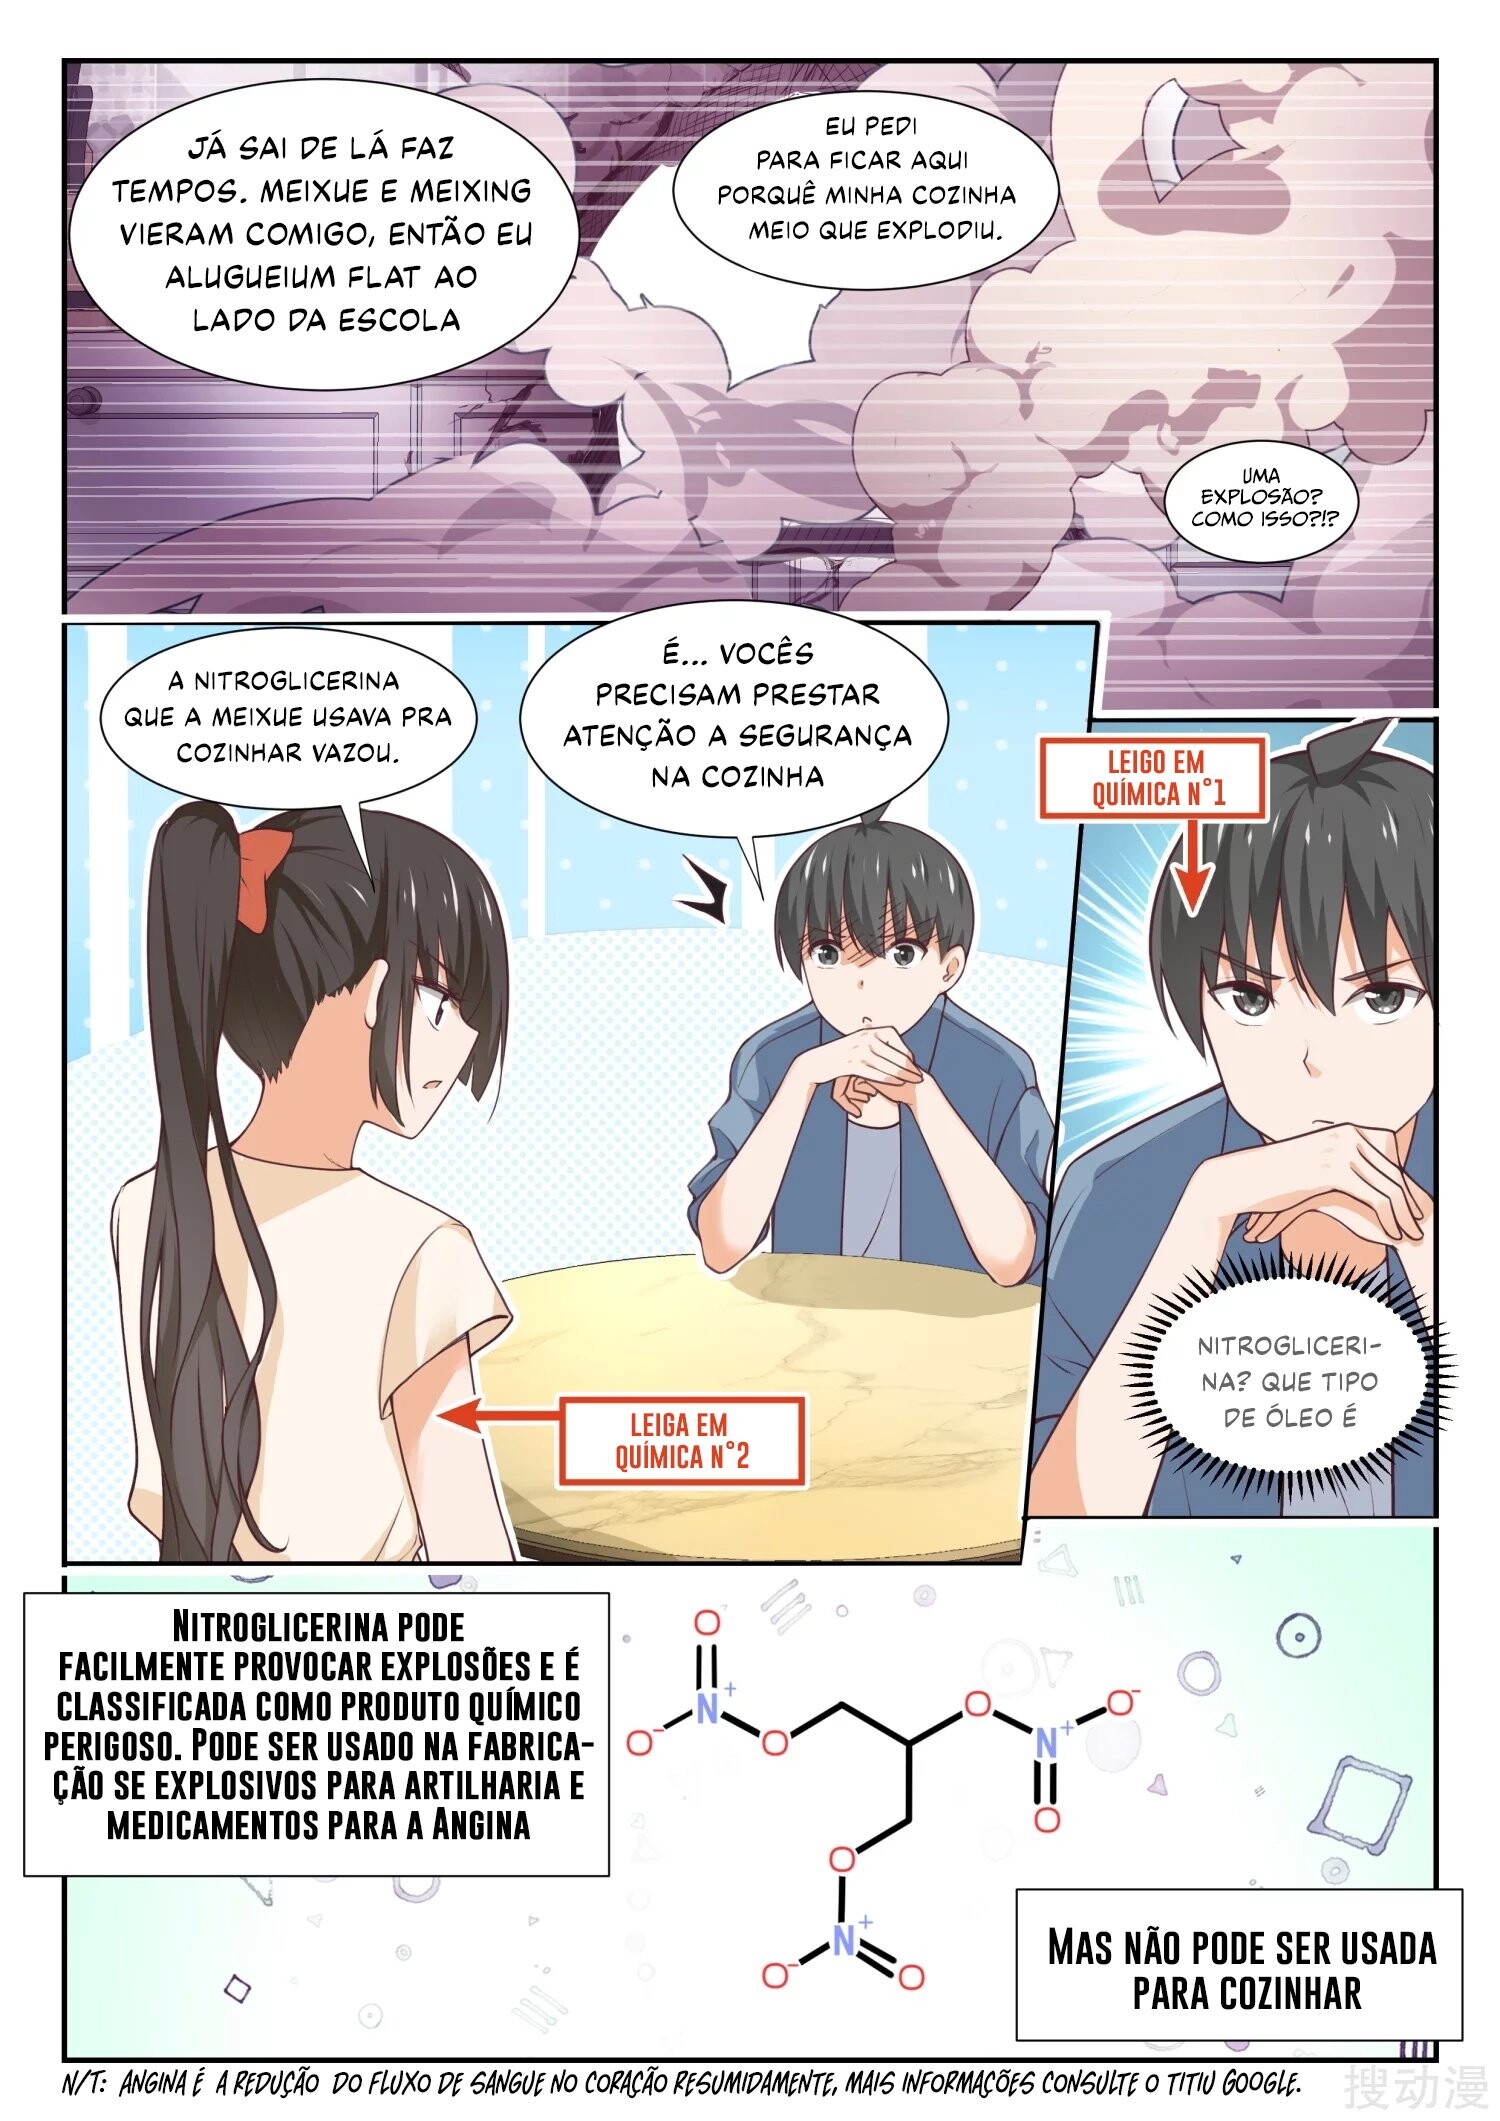 JÁ SAI DE LÁ FAZ
TEMPOS. MEIXUE E MEIXING
VIERAM COMIGO, ENTÃO EU
ALUGUEIUM FLAT AO
LADO DA ESCOLA
EU PEDI
PARA FICAR AQUI
PORQUÊ MINHA COZINHA
MEIO QUE EXPLODIU.
UMA
EXPLOSÃO?
COMO ISSO?!?
A NITROGLICERINA
QUE A MEIXUE USAVA PRA
COZINHAR VAZOU.
É... VOCÊS
PRECISAM PRESTAR
ATENÇÃO A SEGURANÇA
NA COZINHA
LEIGO EM
QUÍMICA N°1
NITROGLICERI-
NA? QUE TIPO
DE ÓLEO É
LEIGA EM
QUÍMICA N°2
NITROGLICERINA PODE
FACILMENTE PROVOCAR EXPLOSÕES E É
CLASSIFICADA COMO PRODUTO QUÍMICO
PERIGOSO. PODE SER USADO NA FABRICA-
ÇÃO SE EXPLOSIVOS PARA ARTILHARIA E
MEDICAMENTOS PARA A ANGINA
O
N+
O-
O
O
N+
O-
O
O
N+
O-
O
MAS NÃO PODE SER USADA
PARA COZINHAR
N/T: ANGINA É A REDUÇÃO DO FLUXO DE SANGUE NO CORAÇÃO RESUMIDAMENTE, MAIS INFORMAÇÕES CONSULTE O TITIU GOOGLE.
搜动漫